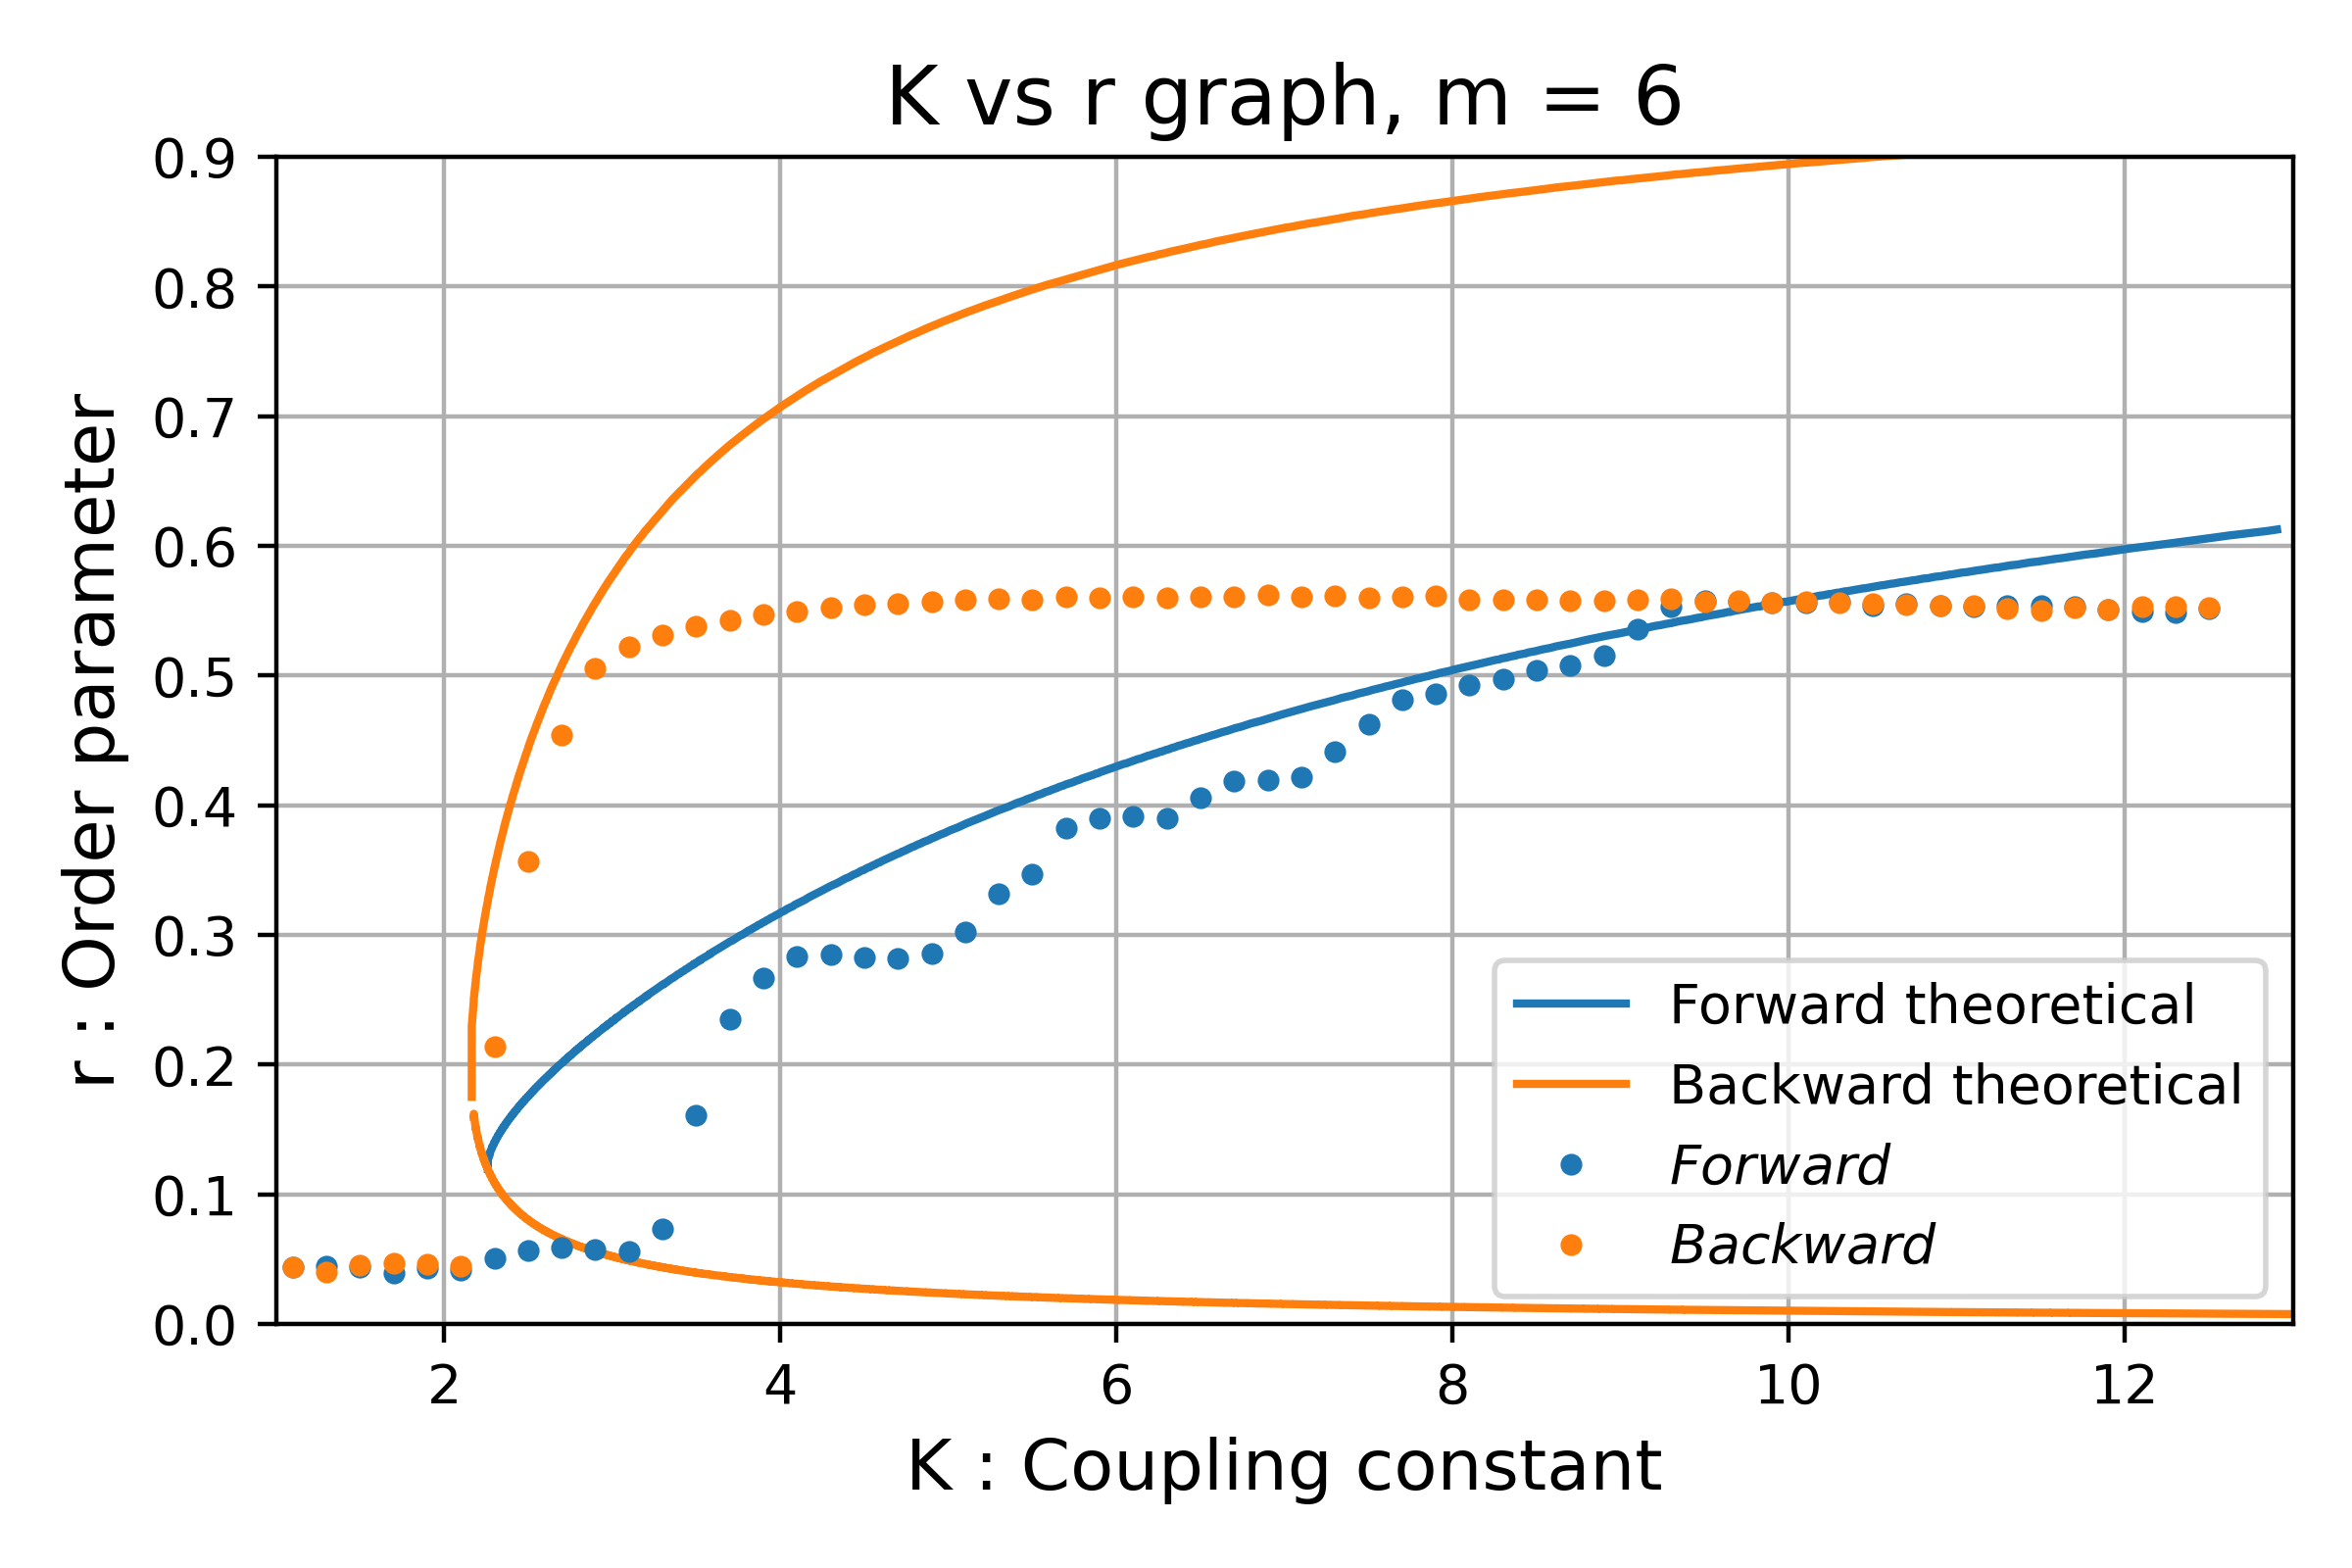 K vs r graph, m = 6
0.9
0.8
0.7
0.6
0.5
0.4
0.3
0.2
0.1
0.0
r : Order parameter
Forward theoretical
Backward theoretical
Forward
Backward
2 4 6 8 10 12
K : Coupling constant